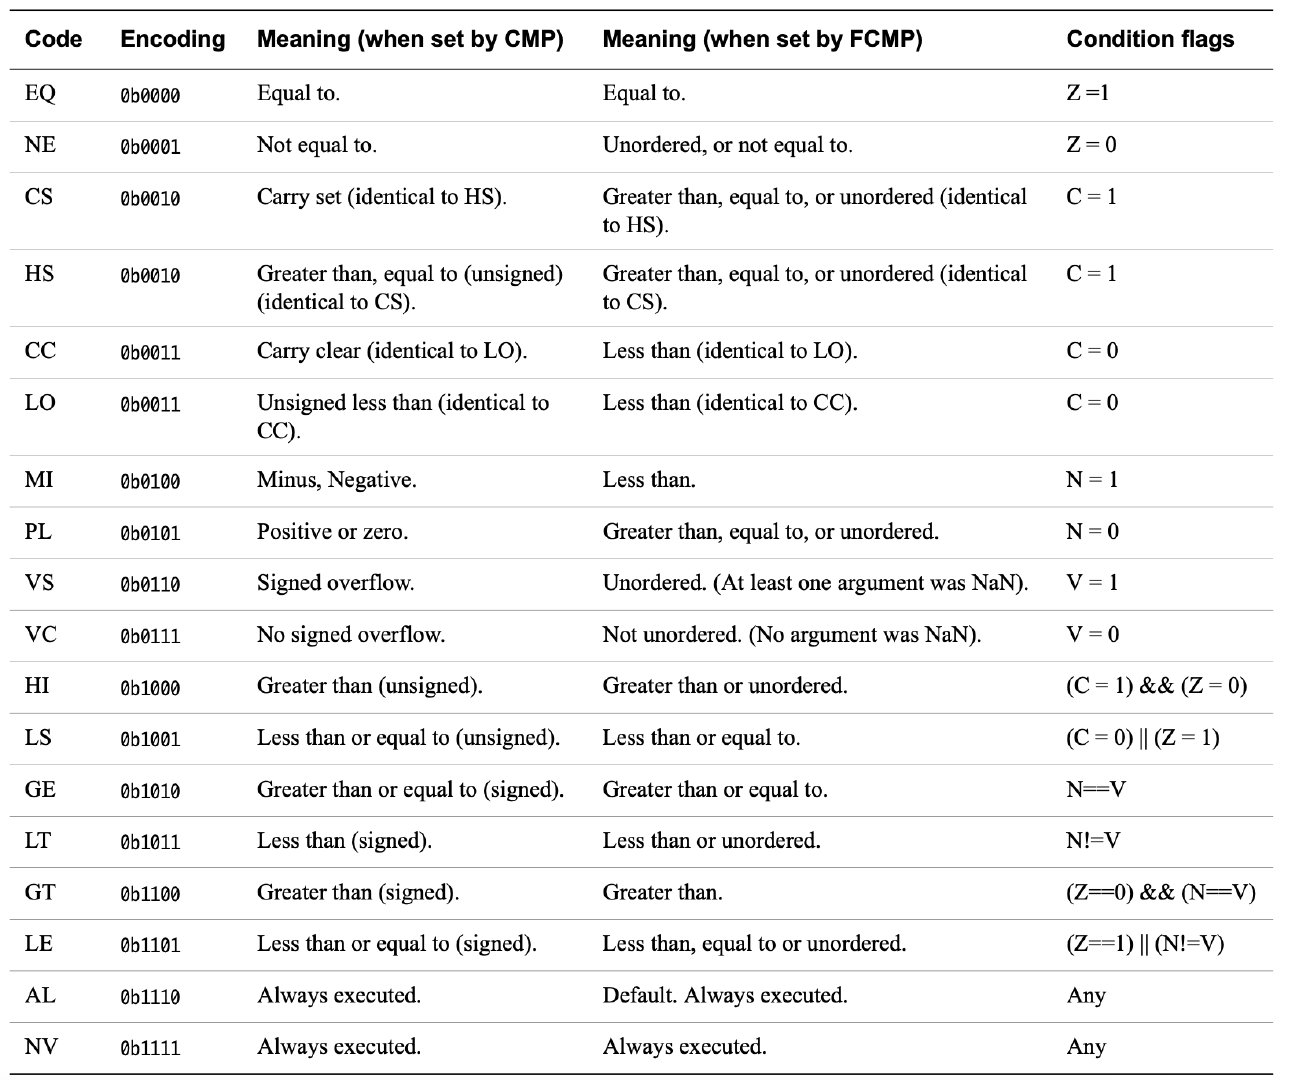 Code Encoding Meaning (when set by CMP) Meaning (when set by FCMP) Condition flags
EQ 0b0000 Equal to. Equal to. Z =1
NE 0b0001 Not equal to. Unordered, or not equal to. Z = 0
CS 0b0010 Carry set (identical to HS). Greater than, equal to, or unordered (identical C = 1
to HS).
HS 0b0010 Greater than, equal to (unsigned) Greater than, equal to, or unordered (identical C = 1
(identical to CS). to CS).
CC 0b0011 Carry clear (identical to LO). Less than (identical to LO). C = 0
LO 0b0011 Unsigned less than (identical to Less than (identical to CC). C = 0
CC).
MI 0b0100 Minus, Negative. Less than. N = 1
PL 0b0101 Positive or zero. Greater than, equal to, or unordered. N = 0
VS 0b0110 Signed overflow. Unordered. (At least one argument was NaN). V = 1
VC 0b0111 No signed overflow. Not unordered. (No argument was NaN). V = 0
HI 0b1000 Greater than (unsigned). Greater than or unordered. (C = 1) && (Z = 0)
LS 0b1001 Less than or equal to (unsigned). Less than or equal to. (C = 0) || (Z = 1)
GE 0b1010 Greater than or equal to (signed). Greater than or equal to. N==V
LT 0b1011 Less than (signed). Less than or unordered. N!=V
GT 0b1100 Greater than (signed). Greater than. (Z==0) && (N==V)
LE 0b1101 Less than or equal to (signed). Less than, equal to or unordered. (Z==1) || (N!=V)
AL 0b1110 Always executed. Default. Always executed. Any
NV 0b1111 Always executed. Always executed. Any